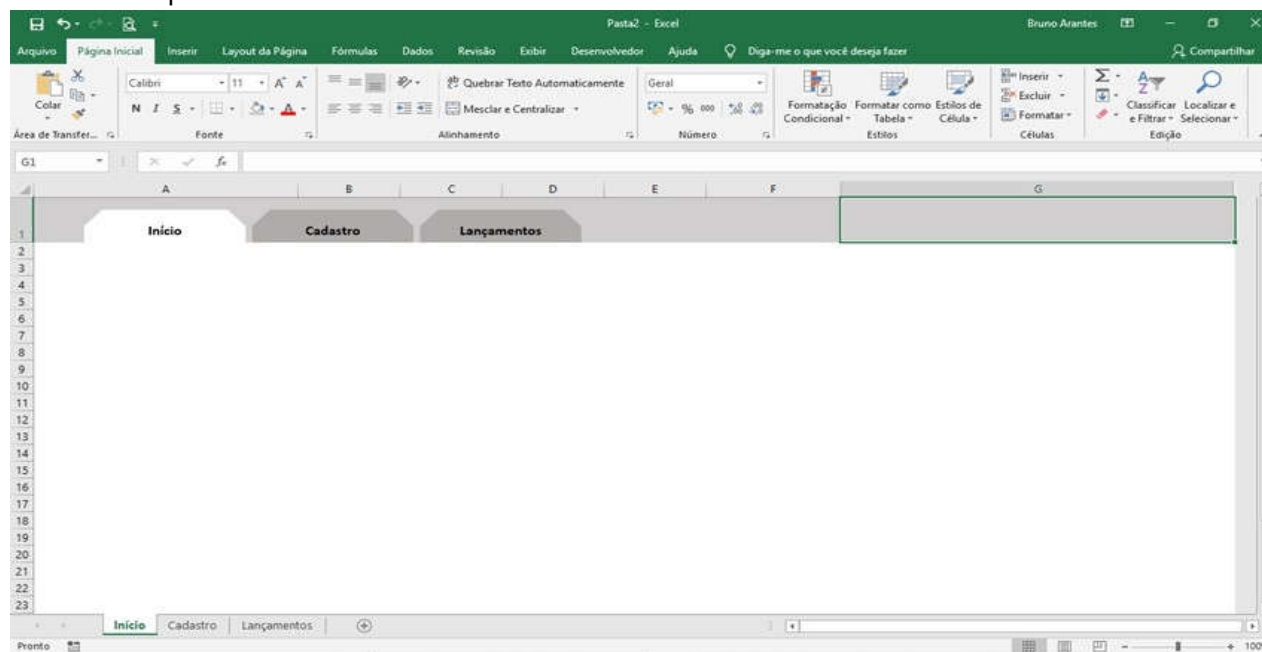 Pasta2 - Excel
Bruno Arantes
Arquivo Página Inicial Inserir Layout da Página Fórmulas Dados Revisão Exibir Desenvolvedor Ajuda Diga-me o que você deseja fazer Compartilhar
Colar
Calibri 11 A A
Quebrar Texto Automaticamente
Geral
N I S A
Mesclar e Centralizar
% 000
Formatação Condicional
Formatar como Tabela
Estilos de Célula
Inserir
Excluir
Formatar
Classificar e Filtrar
Localizar e Selecionar
Área de Transfer... Fonte Alinhamento Número Estilos Células Edição
G1 fx
A B C D E F G
Início Cadastro Lançamentos
1
2
3
4
5
6
7
8
9
10
11
12
13
14
15
16
17
18
19
20
21
22
23
Início Cadastro Lançamentos
Pronto